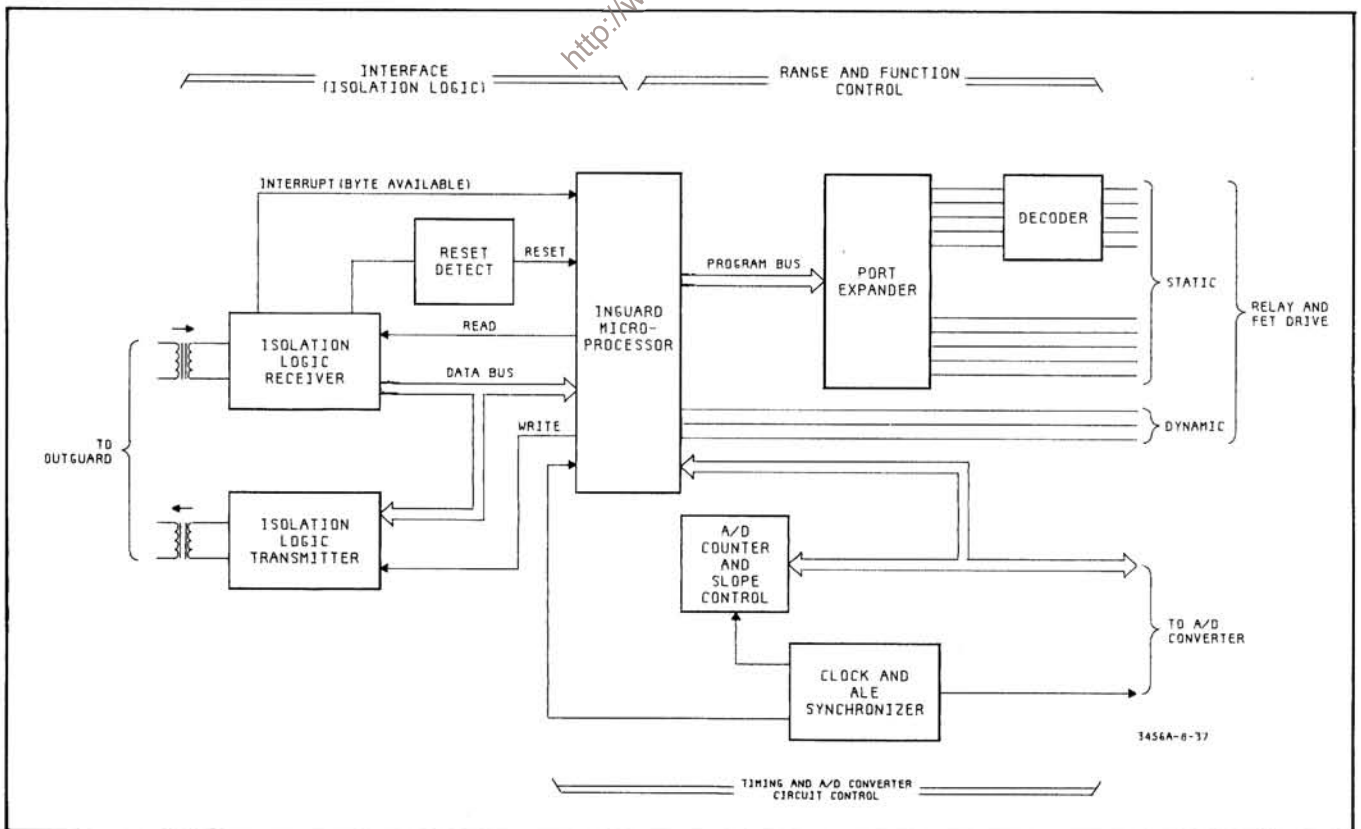 http://w
INTERFACE
(ISOLATION LOGIC)
RANGE AND FUNCTION
CONTROL
INTERRUPT (BYTE AVAILABLE)
RESET
DETECT
RESET
READ
ISOLATION
LOGIC
RECEIVER
DATA BUS
WRITE
TO
OUTGUARD
ISOLATION
LOGIC
TRANSMITTER
INGUARD
MICRO-
PROCESSOR
PROGRAM BUS
PORT
EXPANDER
DECODER
STATIC
RELAY AND
FET DRIVE
DYNAMIC
A/D
COUNTER
AND
SLOPE
CONTROL
TO A/D
CONVERTER
CLOCK AND
ALE
SYNCHRONIZER
3456A-8-37
TIMING AND A/D CONVERTER
CIRCUIT CONTROL